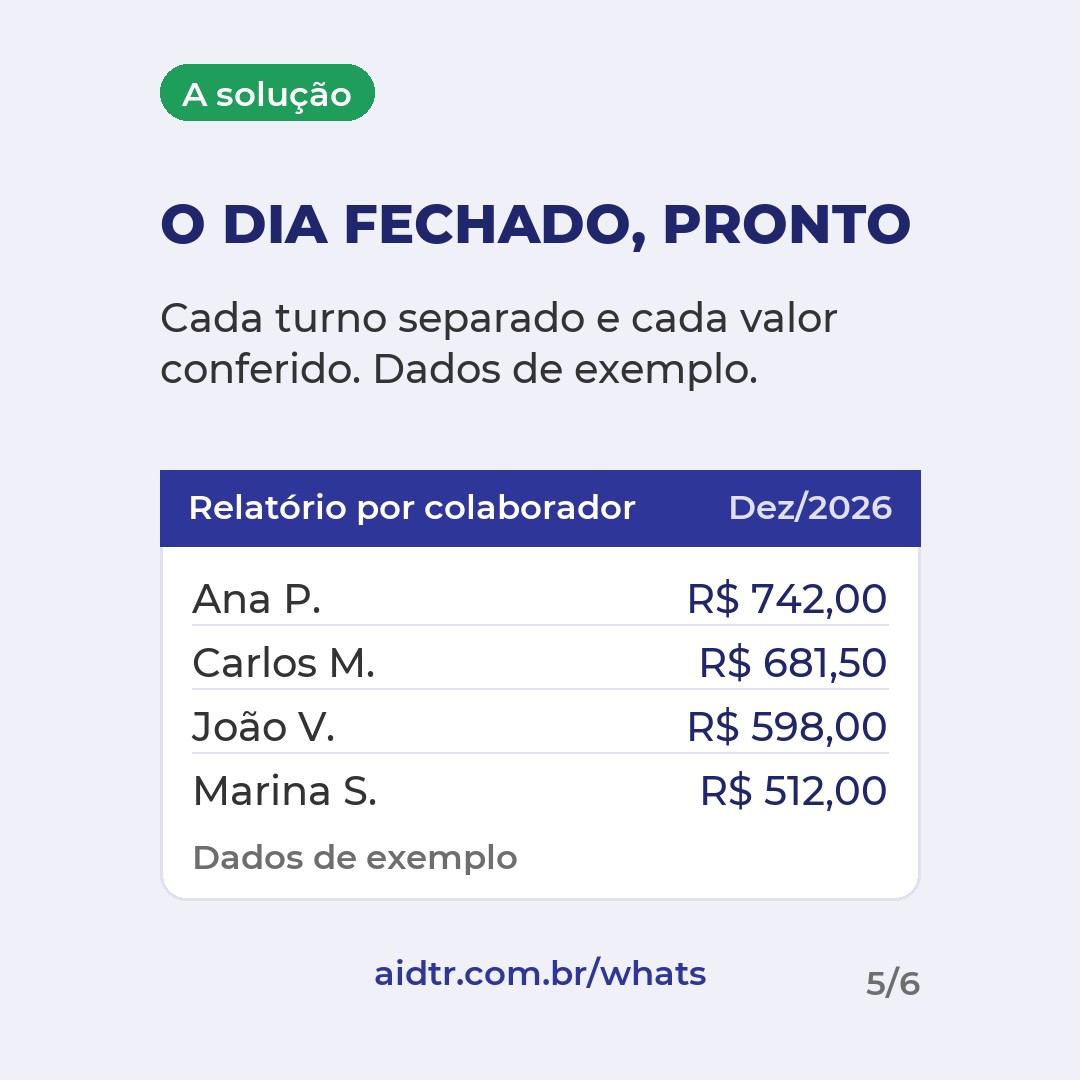 A solução
O DIA FECHADO, PRONTO
Cada turno separado e cada valor
conferido. Dados de exemplo.
Relatório por colaborador Dez/2026
Ana P. R$ 742,00
Carlos M. R$ 681,50
João V. R$ 598,00
Marina S. R$ 512,00
Dados de exemplo
aidtr.com.br/whats
5/6